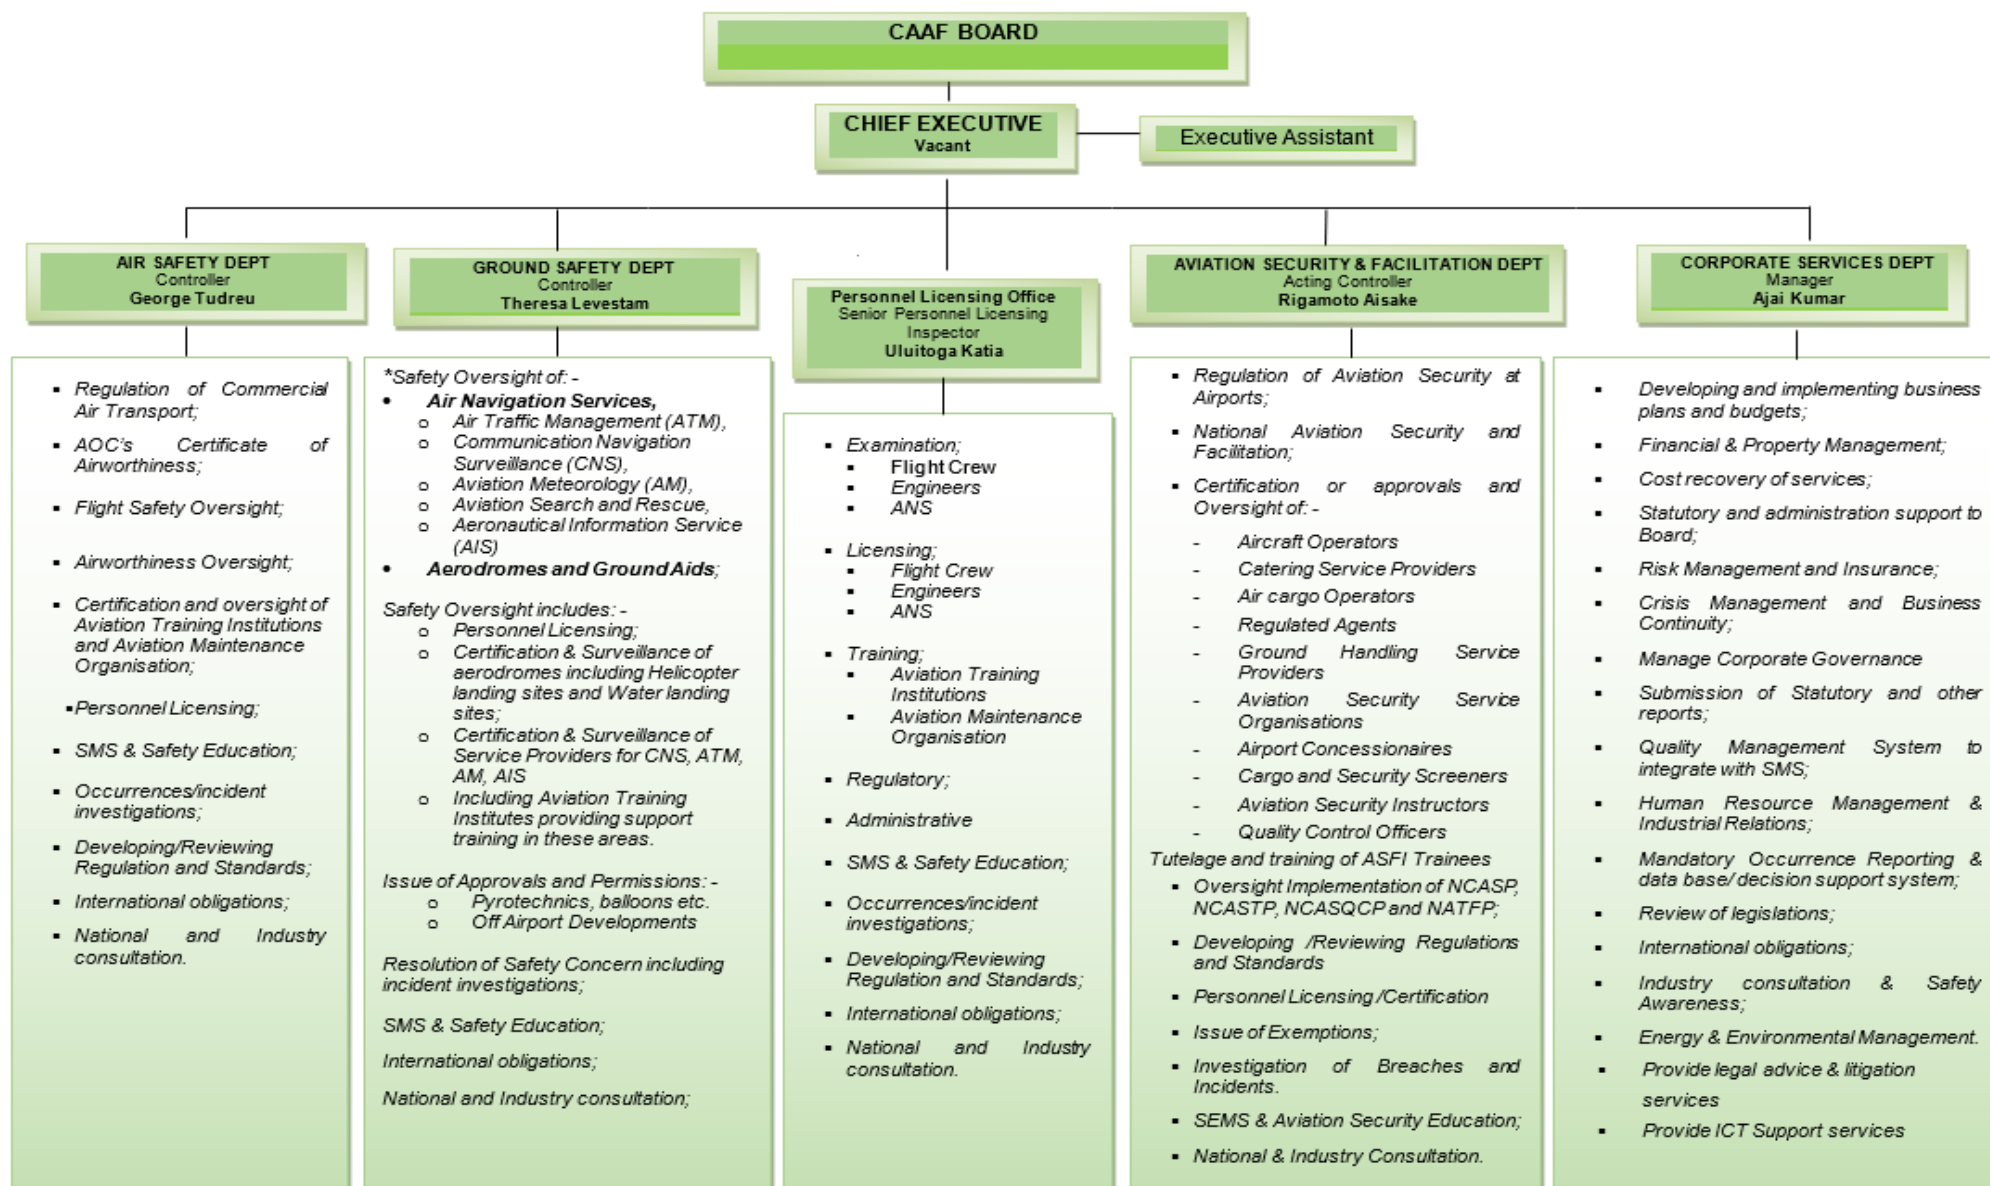 CAAF BOARD
CHIEF EXECUTIVE
Vacant
Executive Assistant
AIR SAFETY DEPT
Controller
George Tudreu
GROUND SAFETY DEPT
Controller
Theresa Levestam
Personnel Licensing Office
Senior Personnel Licensing
Inspector
Uluitoga Katia
AVIATION SECURITY & FACILITATION DEPT
Acting Controller
Rigamoto Aisake
CORPORATE SERVICES DEPT
Manager
Ajai Kumar
▪ Regulation of Commercial
Air Transport;
▪ AOC's Certificate of
Airworthiness;
▪ Flight Safety Oversight;
▪ Airworthiness Oversight;
▪ Certification and oversight of
Aviation Training Institutions
and Aviation Maintenance
Organisation;
▪Personnel Licensing;
▪ SMS & Safety Education;
▪ Occurrences/incident
investigations;
▪ Developing/Reviewing
Regulation and Standards;
▪ International obligations;
▪ National and Industry
consultation.
*Safety Oversight of: -
• Air Navigation Services,
o Air Traffic Management (ATM),
o Communication Navigation
Surveillance (CNS),
o Aviation Meteorology (AM),
o Aviation Search and Rescue,
o Aeronautical Information Service
(AIS)
• Aerodromes and Ground Aids;
Safety Oversight includes: -
o Personnel Licensing;
o Certification & Surveillance of
aerodromes including Helicopter
landing sites and Water landing
sites;
o Certification & Surveillance of
Service Providers for CNS, ATM,
AM, AIS
o Including Aviation Training
Institutes providing support
training in these areas.
Issue of Approvals and Permissions: -
o Pyrotechnics, balloons etc.
o Off Airport Developments
Resolution of Safety Concern including
incident investigations;
SMS & Safety Education;
International obligations;
National and Industry consultation;
▪ Examination;
▪ Flight Crew
▪ Engineers
▪ ANS
▪ Licensing;
▪ Flight Crew
▪ Engineers
▪ ANS
▪ Training;
▪ Aviation Training
Institutions
▪ Aviation Maintenance
Organisation
▪ Regulatory;
▪ Administrative
▪ SMS & Safety Education;
▪ Occurrences/incident
investigations;
▪ Developing/Reviewing
Regulation and Standards;
▪ International obligations;
▪ National and Industry
consultation.
▪ Regulation of Aviation Security at
Airports;
▪ National Aviation Security and
Facilitation;
▪ Certification or approvals and
Oversight of: -
- Aircraft Operators
- Catering Service Providers
- Air cargo Operators
- Regulated Agents
- Ground Handling Service
Providers
- Aviation Security Service
Organisations
- Airport Concessionaires
- Cargo and Security Screeners
- Aviation Security Instructors
- Quality Control Officers
Tutelage and training of ASFI Trainees
▪ Oversight Implementation of NCASP,
NCASTP, NCASQCP and NATFP;
▪ Developing /Reviewing Regulations
and Standards
▪ Personnel Licensing /Certification
▪ Issue of Exemptions;
▪ Investigation of Breaches and
Incidents.
▪ SEMS & Aviation Security Education;
▪ National & Industry Consultation.
▪ Developing and implementing business
plans and budgets;
▪ Financial & Property Management;
▪ Cost recovery of services;
▪ Statutory and administration support to
Board;
▪ Risk Management and Insurance;
▪ Crisis Management and Business
Continuity;
▪ Manage Corporate Governance
▪ Submission of Statutory and other
reports;
▪ Quality Management System to
integrate with SMS;
▪ Human Resource Management &
Industrial Relations;
▪ Mandatory Occurrence Reporting &
data base/ decision support system;
▪ Review of legislations;
▪ International obligations;
▪ Industry consultation & Safety
Awareness;
▪ Energy & Environmental Management.
▪ Provide legal advice & litigation
services
▪ Provide ICT Support services